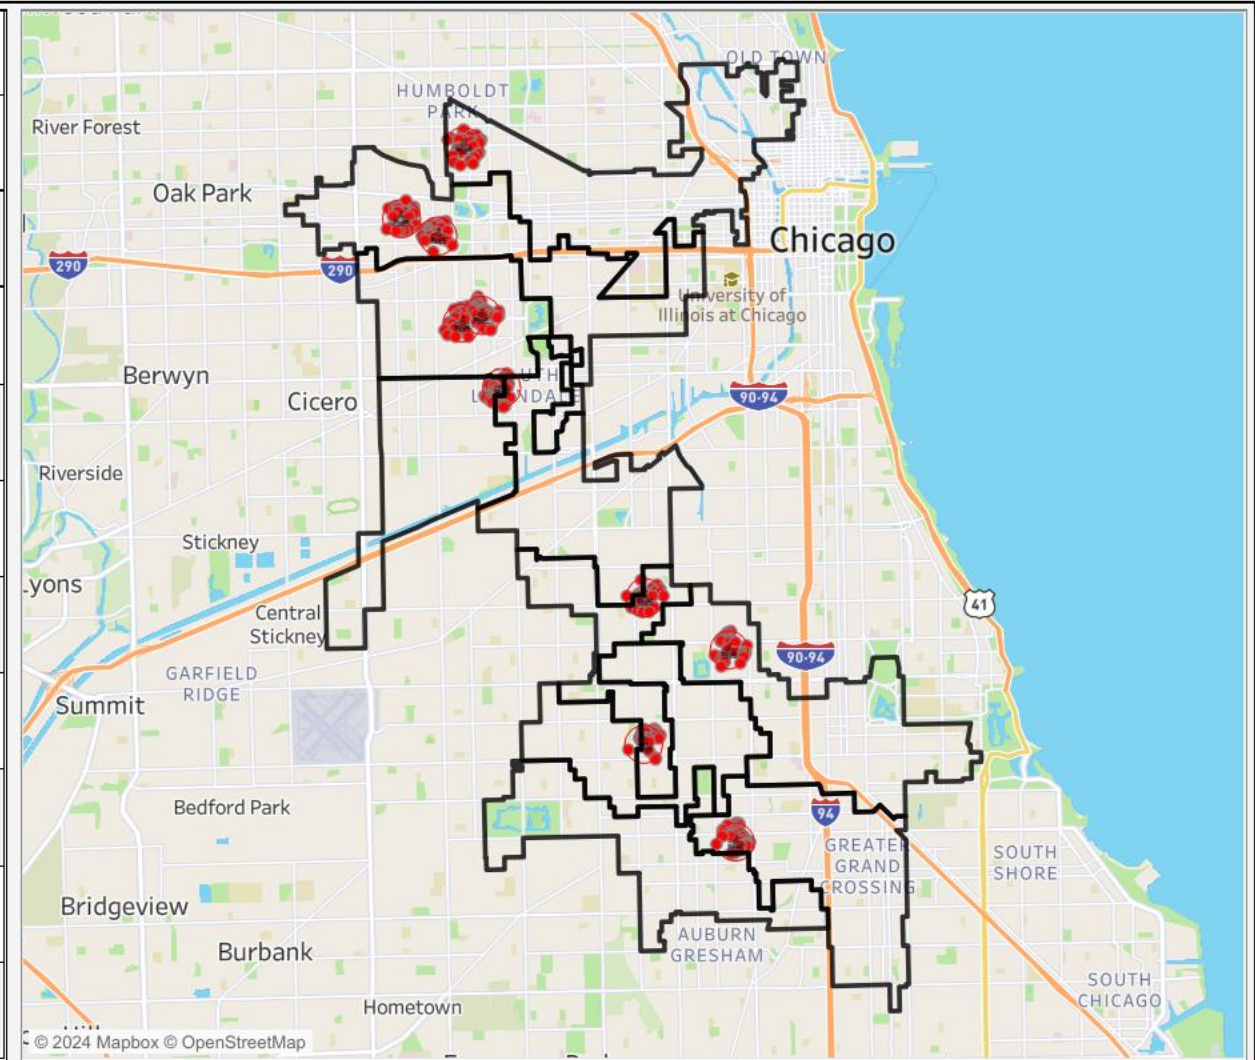 OLD TOWN
HUMBOLDT
PARK
River Forest
Oak Park
Chicago
290
290
University of
Illinois at Chicago
Berwyn
Cicero
90-94
Riverside
Stickney
Lyons
Central
Stickney
41
90-94
GARFIELD
RIDGE
Summit
Bedford Park
94
GREATER
GRAND
CROSSING
SOUTH
SHORE
Bridgeview
AUBURN
GRESHAM
Burbank
SOUTH
CHICAGO
Hometown
© 2024 Mapbox © OpenStreetMap